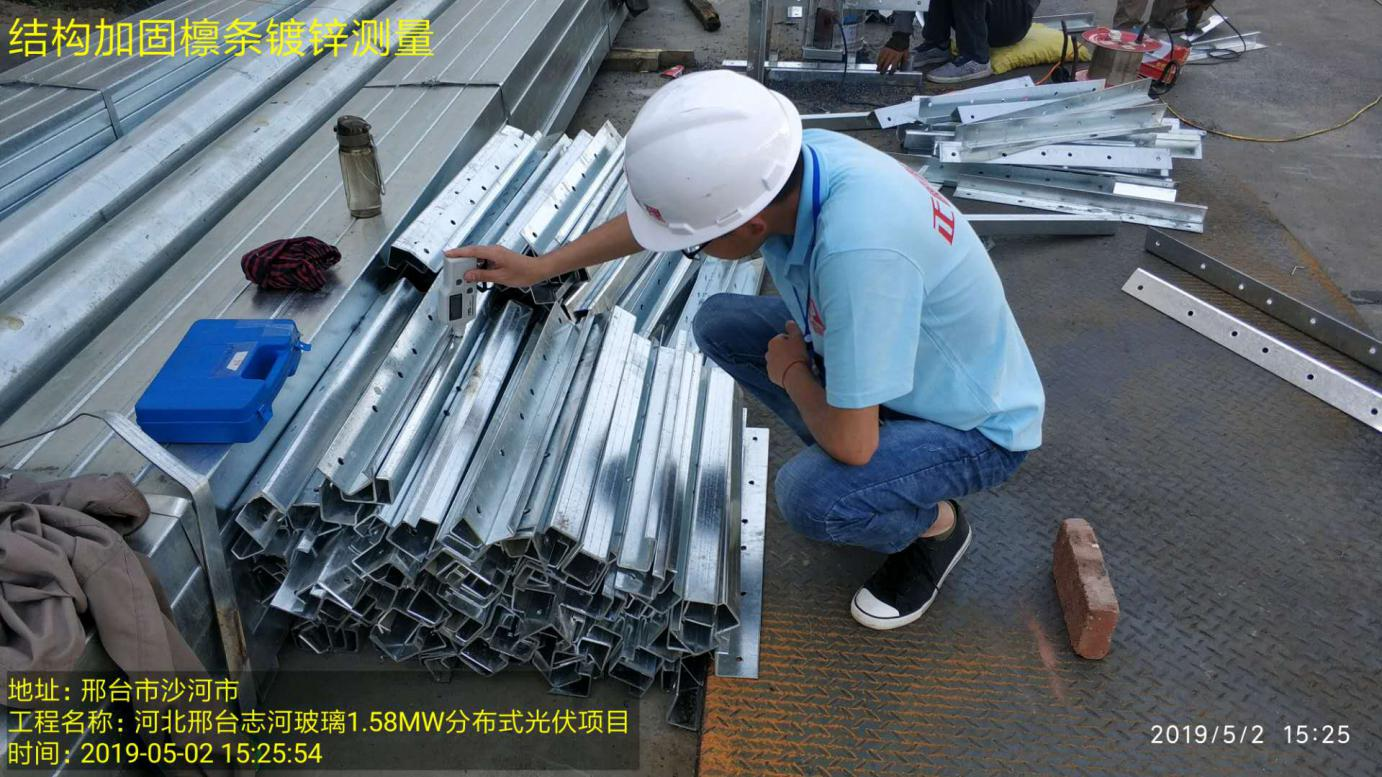 结构加固檩条镀锌测量
正
地址：邢台市沙河市
工程名称：河北邢台志河玻璃1.58MW分布式光伏项目
时间：2019-05-02 15:25:54
2019/5/2 15:25